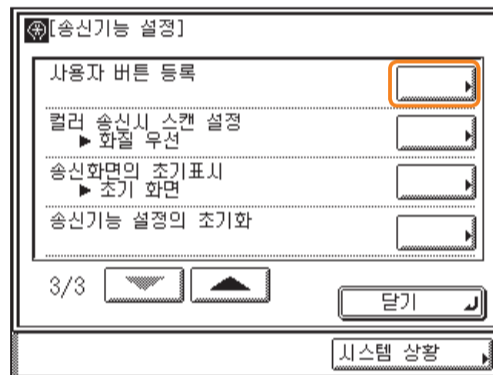 [송신기능 설정]
사용자 버튼 등록
컬러 송신시 스캔 설정
▶ 화질 우선
송신화면의 초기표시
▶ 초기 화면
송신기능 설정의 초기화
3/3
닫기
시스템 상황